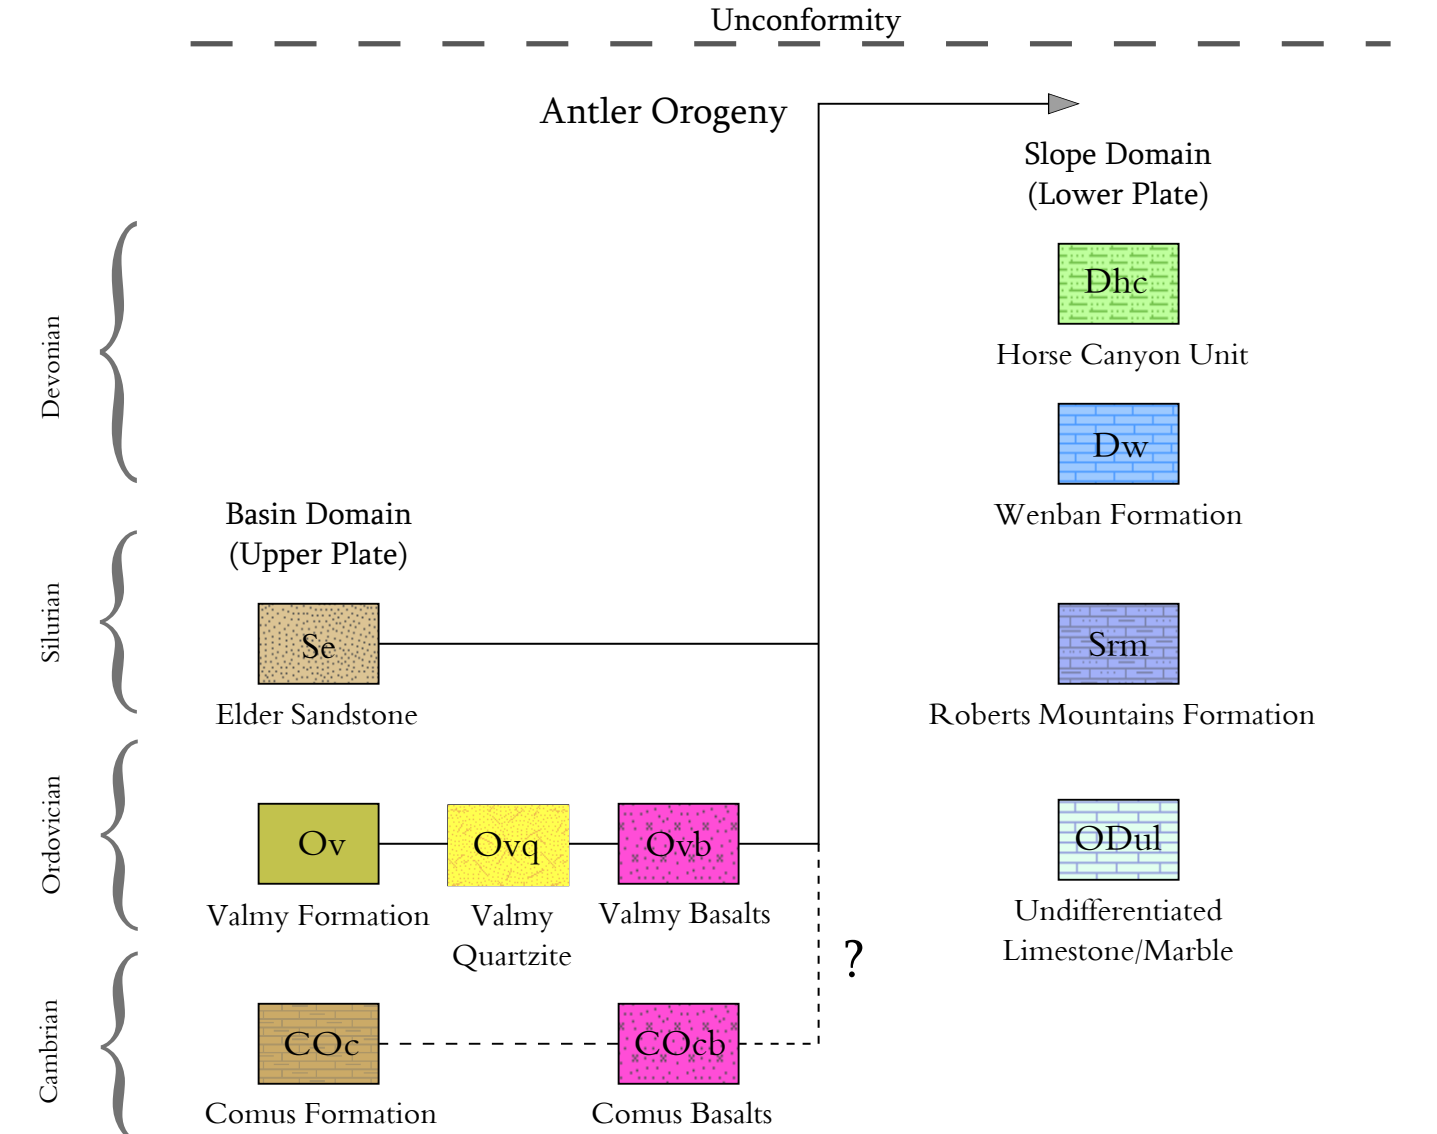 Unconformity
Antler Orogeny
Slope Domain
(Lower Plate)
Devonian
Dhc
Horse Canyon Unit
Dw
Wenban Formation
Basin Domain
(Upper Plate)
Silurian
Se
Elder Sandstone
Srm
Roberts Mountains Formation
Ordovician
Ov
Valmy Formation
Ovq
Valmy
Quartzite
Ovb
Valmy Basalts
ODul
Undifferentiated
Limestone/Marble
?
Cambrian
COc
Comus Formation
COcb
Comus Basalts